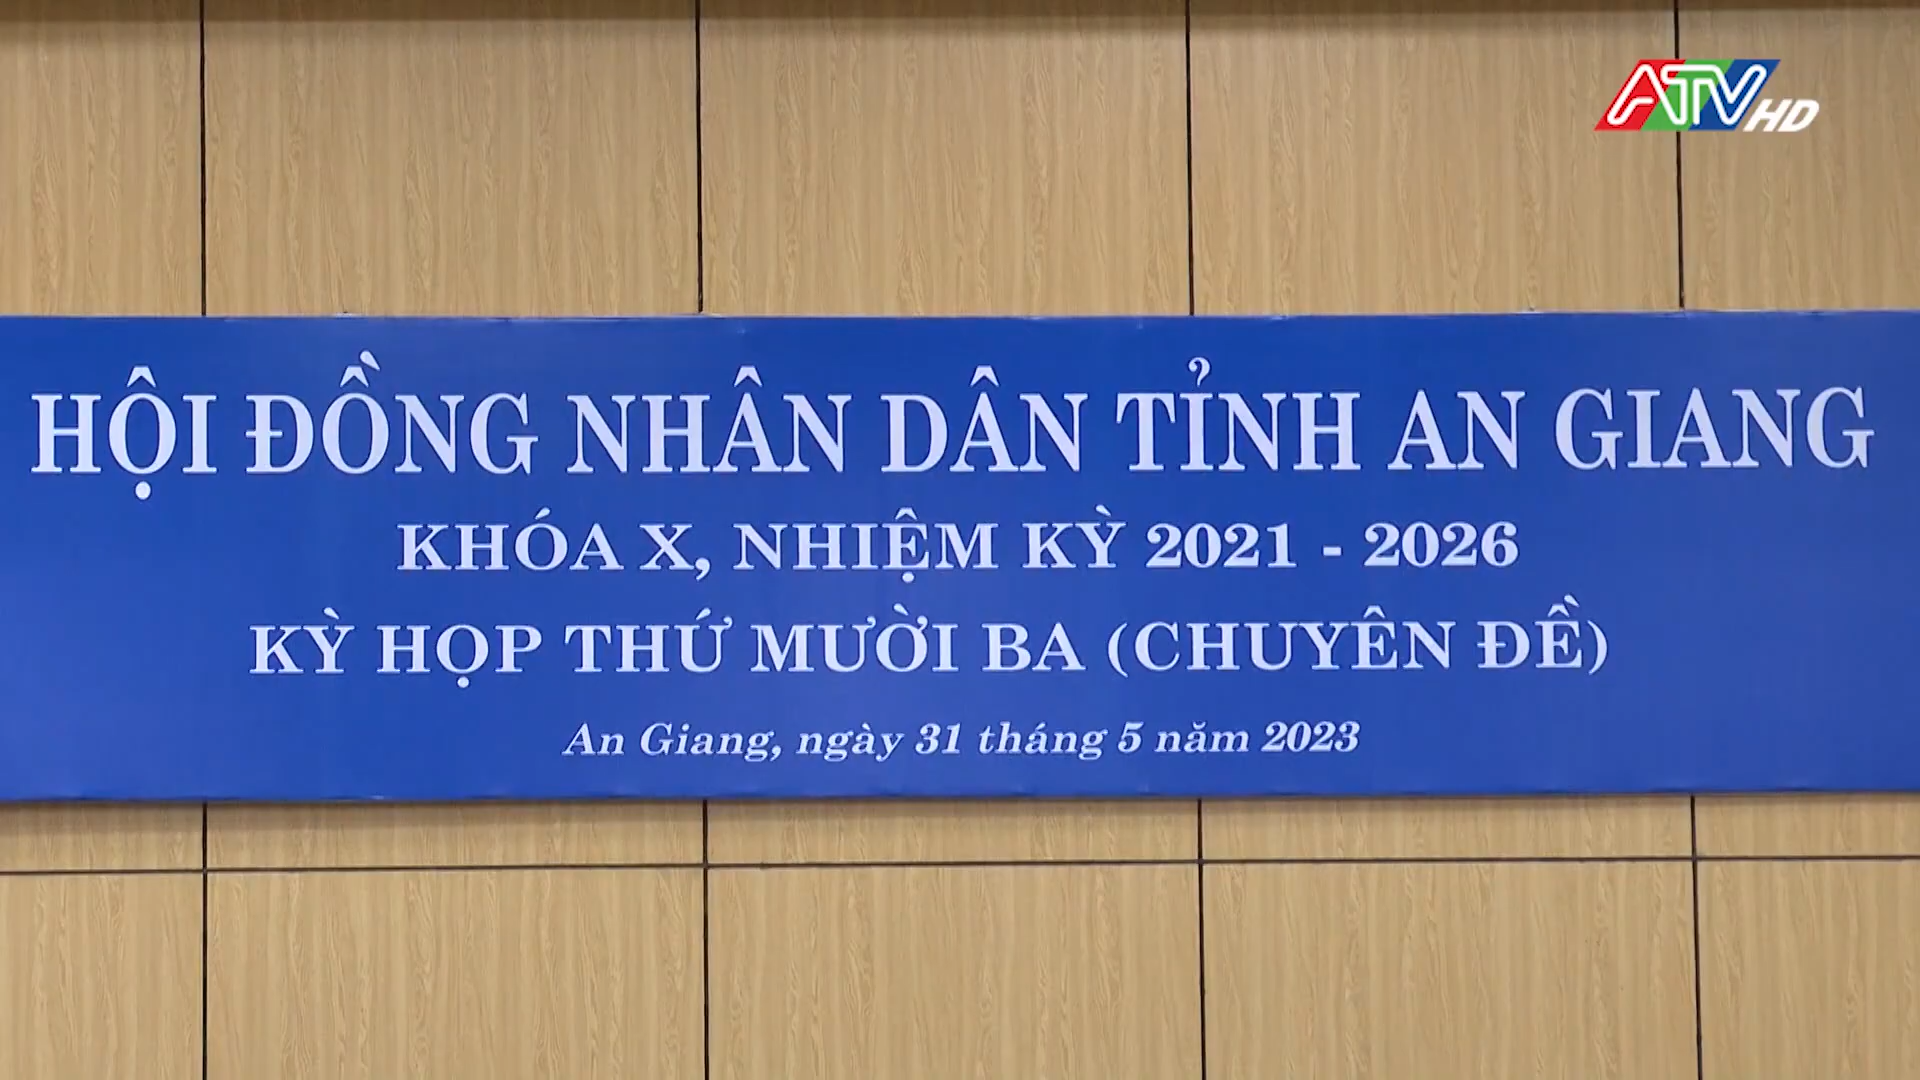 ATV HD
HỘI ĐỒNG NHÂN DÂN TỈNH AN GIANG
KHÓA X, NHIỆM KỲ 2021 - 2026
KỲ HỌP THỨ MƯỜI BA (CHUYÊN ĐỀ)
An Giang, ngày 31 tháng 5 năm 2023